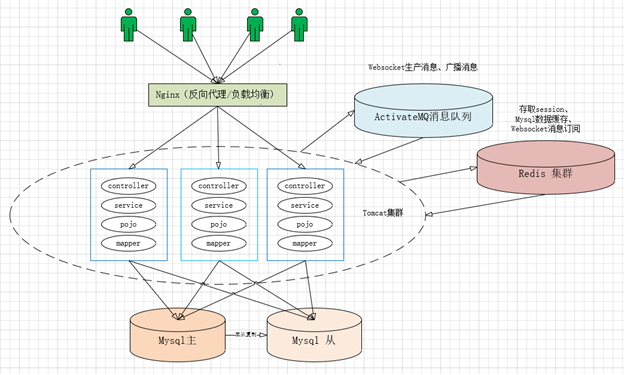 Websocket生产消息、广播消息
Nginx（反向代理/负载均衡）
ActivateMQ消息队列
存取session、
Mysql数据缓存、
Websocket消息订阅
Redis 集群
controller
service
pojo
mapper
controller
service
pojo
mapper
controller
service
pojo
mapper
Tomcat集群
Mysql主
Mysql 从